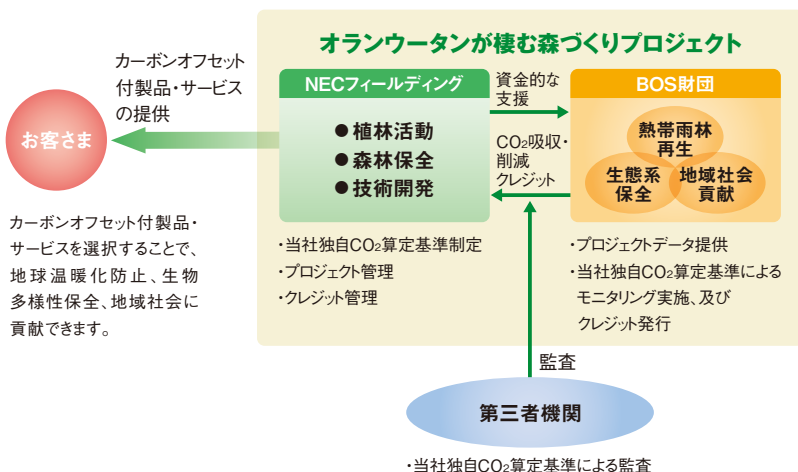 オランウータンが棲む森づくりプロジェクト
カーボンオフセット
付製品・サービス
の提供
お客さま
カーボンオフセット付製品・
サービスを選択することで、
地球温暖化防止、生物
多様性保全、地域社会に
貢献できます。
NECフィールディング
●植林活動
●森林保全
●技術開発
・当社独自CO₂算定基準制定
・プロジェクト管理
・クレジット管理
資金的な
支援
CO₂吸収・
削減
クレジット
BOS財団
熱帯雨林
再生
生態系
保全
地域社会
貢献
・プロジェクトデータ提供
・当社独自CO₂算定基準による
モニタリング実施、及び
クレジット発行
監査
第三者機関
・当社独自CO₂算定基準による監査